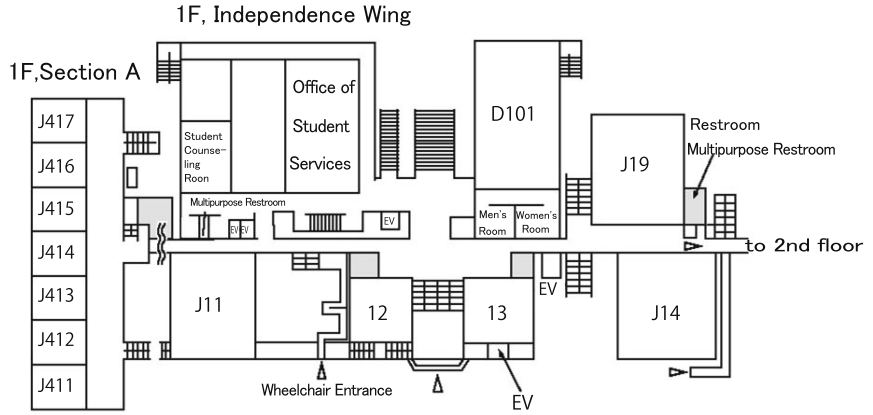 1F, Independence Wing
1F,Section A
J417
J416
J415
J414
J413
J412
J411
Student
Counse-
ling
Roon
Office of
Student
Services
Multipurpose Restroom
EV
EV
EV
D101
Men's
Room
Women's
Room
J19
Restroom
Multipurpose Restroom
to 2nd floor
J11
12
13
EV
J14
Wheelchair Entrance
EV